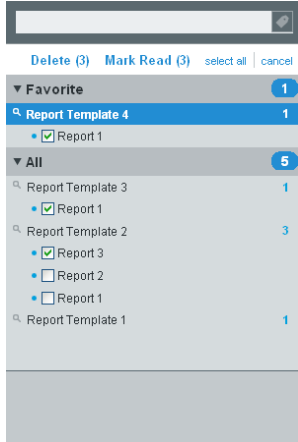 Delete (3) Mark Read (3) select all cancel
Favorite 1
Report Template 4 1
Report 1
All 5
Report Template 3 1
Report 1
Report Template 2 3
Report 3
Report 2
Report 1
Report Template 1 1